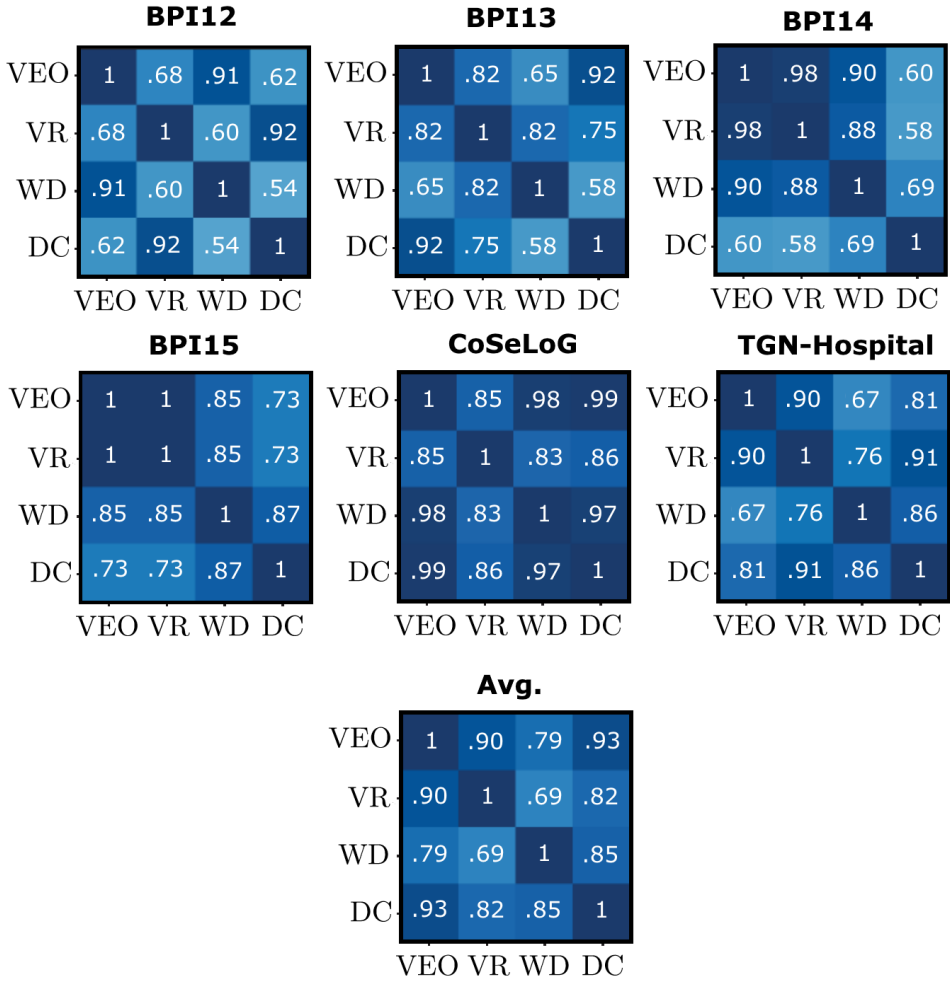 BPI12 BPI13 BPI14
VEO 1 .68 .91 .62 VEO 1 .82 .65 .92 VEO 1 .98 .90 .60
VR .68 1 .60 .92 VR .82 1 .82 .75 VR .98 1 .88 .58
WD .91 .60 1 .54 WD .65 .82 1 .58 WD .90 .88 1 .69
DC .62 .92 .54 1 DC .92 .75 .58 1 DC .60 .58 .69 1
VEO VR WD DC VEO VR WD DC VEO VR WD DC
BPI15 CoSeLoG TGN-Hospital
VEO 1 1 .85 .73 VEO 1 .85 .98 .99 VEO 1 .90 .67 .81
VR 1 1 .85 .73 VR .85 1 .83 .86 VR .90 1 .76 .91
WD .85 .85 1 .87 WD .98 .83 1 .97 WD .67 .76 1 .86
DC .73 .73 .87 1 DC .99 .86 .97 1 DC .81 .91 .86 1
VEO VR WD DC VEO VR WD DC VEO VR WD DC
Avg.
VEO 1 .90 .79 .93
VR .90 1 .69 .82
WD .79 .69 1 .85
DC .93 .82 .85 1
VEO VR WD DC